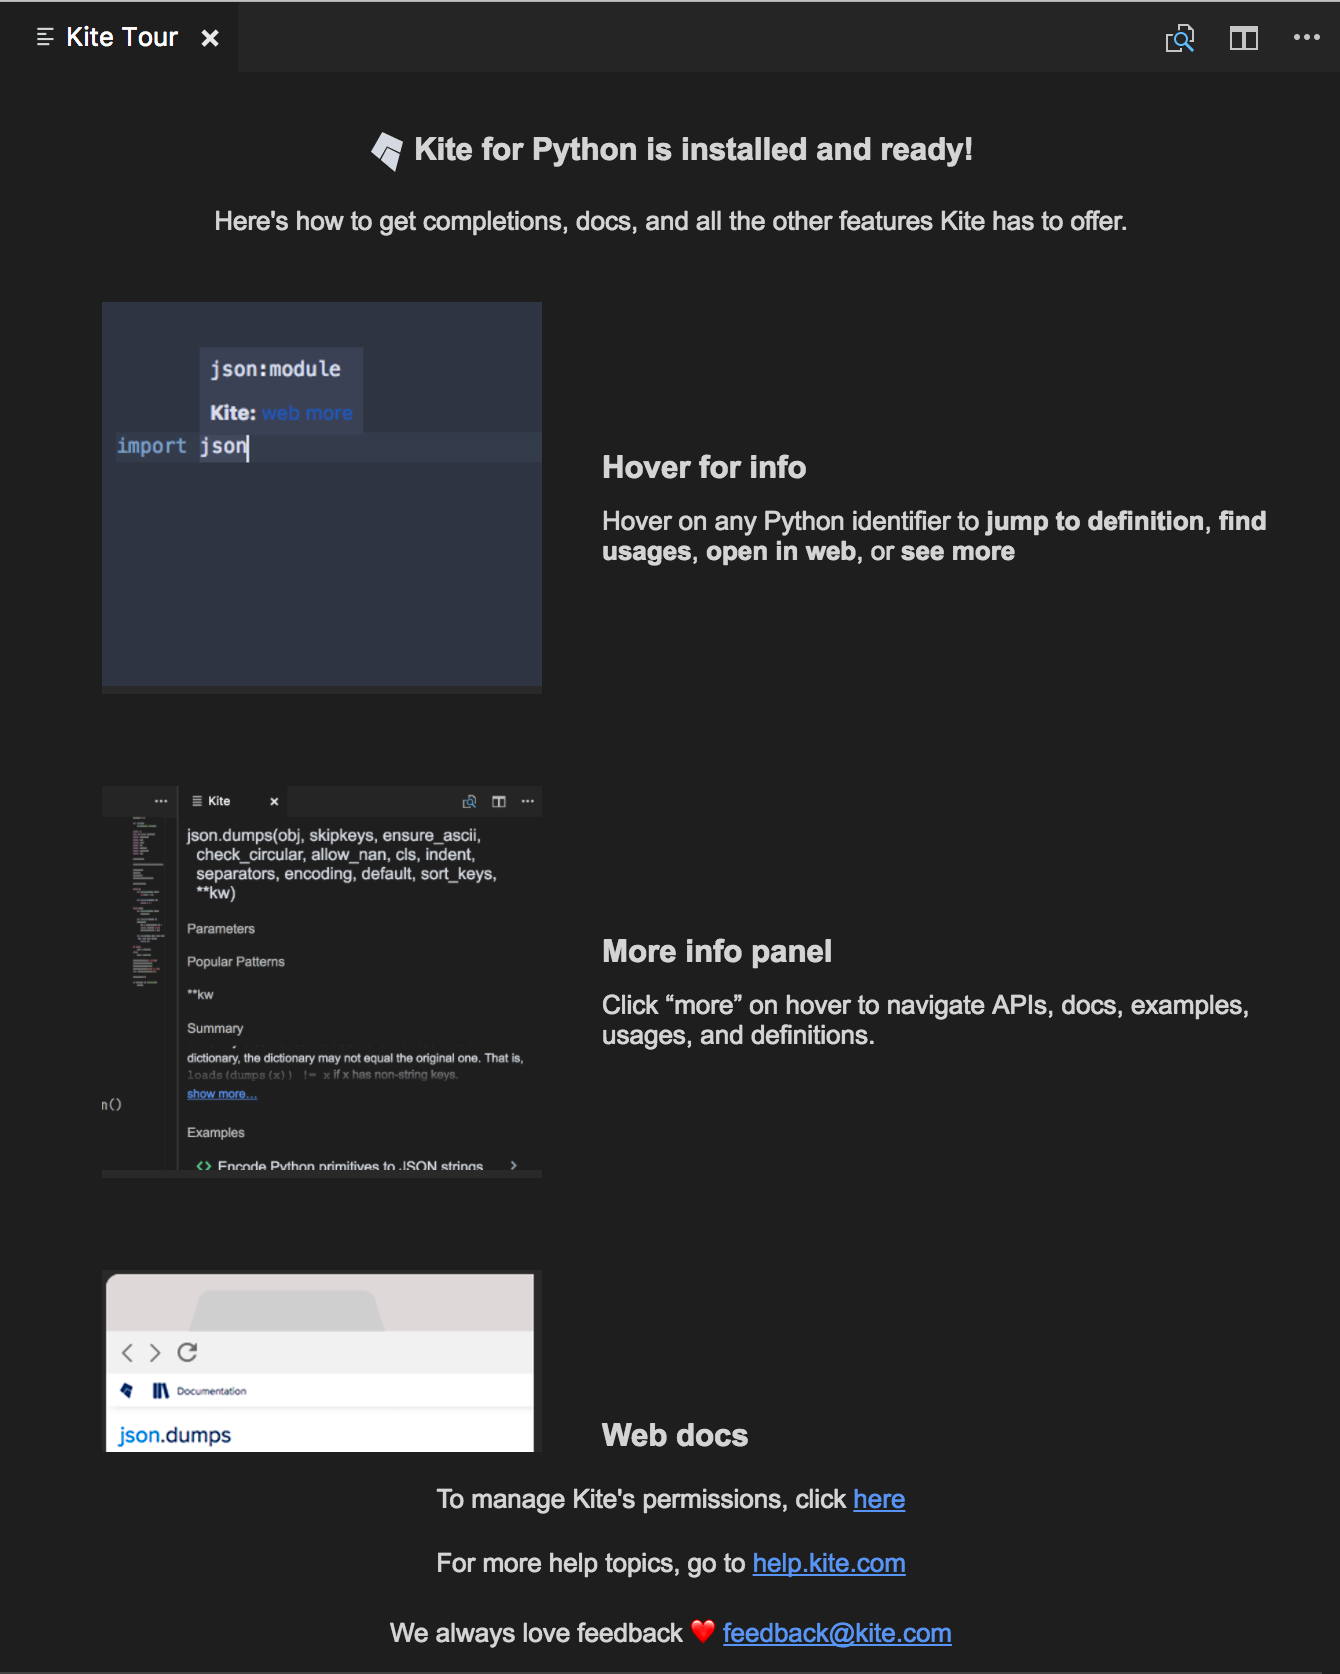 Kite Tour
Kite for Python is installed and ready!
Here's how to get completions, docs, and all the other features Kite has to offer.
json:module
Kite: web more
import json
Hover for info
Hover on any Python identifier to jump to definition, find
usages, open in web, or see more
Kite
json.dumps(obj, skipkeys, ensure_ascii,
check_circular, allow_nan, cls, indent,
separators, encoding, default, sort_keys,
**kw)
Parameters
Popular Patterns
**kw
Summary
dictionary, the dictionary may not equal the original one. That is,
loads(dumps(x)) != x if x has non-string keys.
show more...
n()
Examples
<> Encode Python primitives to JSON strings
More info panel
Click “more” on hover to navigate APIs, docs, examples,
usages, and definitions.
Documentation
json.dumps
Web docs
To manage Kite's permissions, click here
For more help topics, go to help.kite.com
We always love feedback ❤️ feedback@kite.com